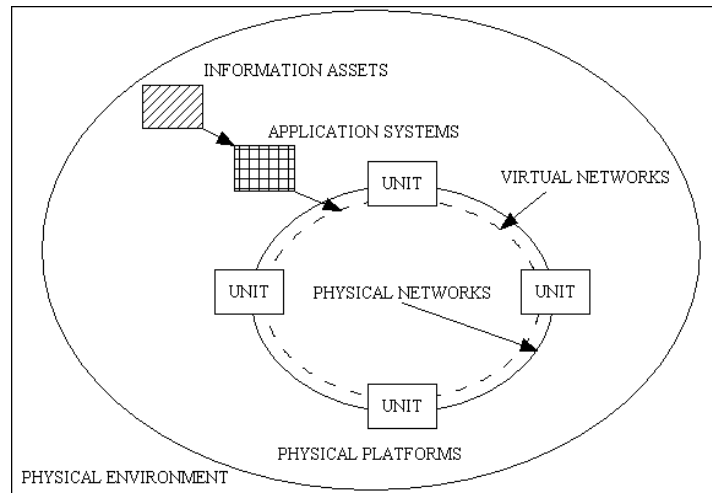 INFORMATION ASSETS
APPLICATION SYSTEMS
UNIT
VIRTUAL NETWORKS
UNIT
PHYSICAL NETWORKS
UNIT
UNIT
PHYSICAL PLATFORMS
PHYSICAL ENVIRONMENT